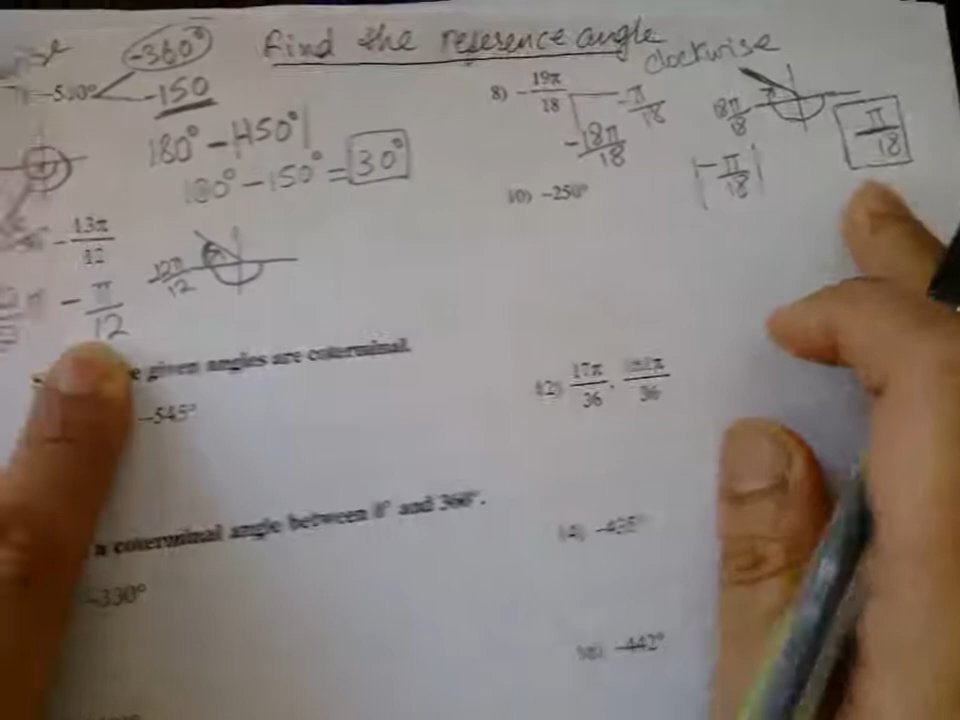 Find the reference angle
-360°
clockwise
-150
180° - |-150°|
180° - 150° = 30°
8) -19π/18
-π/18
-18π/18
18π/18
π/18
|-π/18|
10) -250°
-13π/12
12π/12
-π/12
given angles are coterminal.
-545°
12) 17π/36,
a coterminal angle between 0° and 360°.
-330°
14) -435°
16) -442°